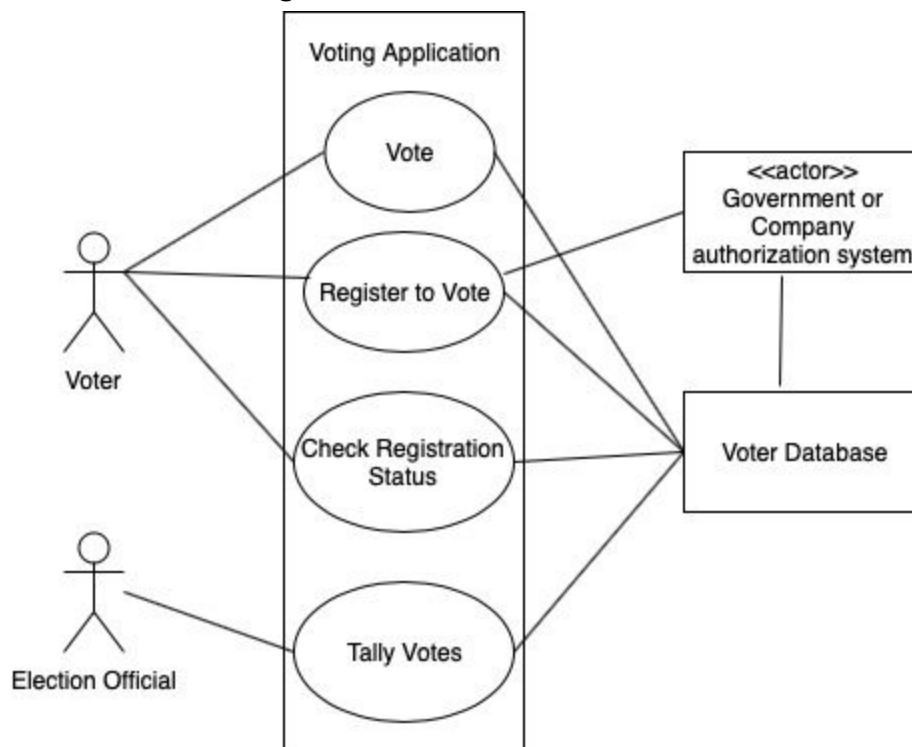 Voting Application
Vote
<<actor>>
Government or
Company
authorization system
Register to Vote
Voter
Check Registration
Status
Voter Database
Tally Votes
Election Official